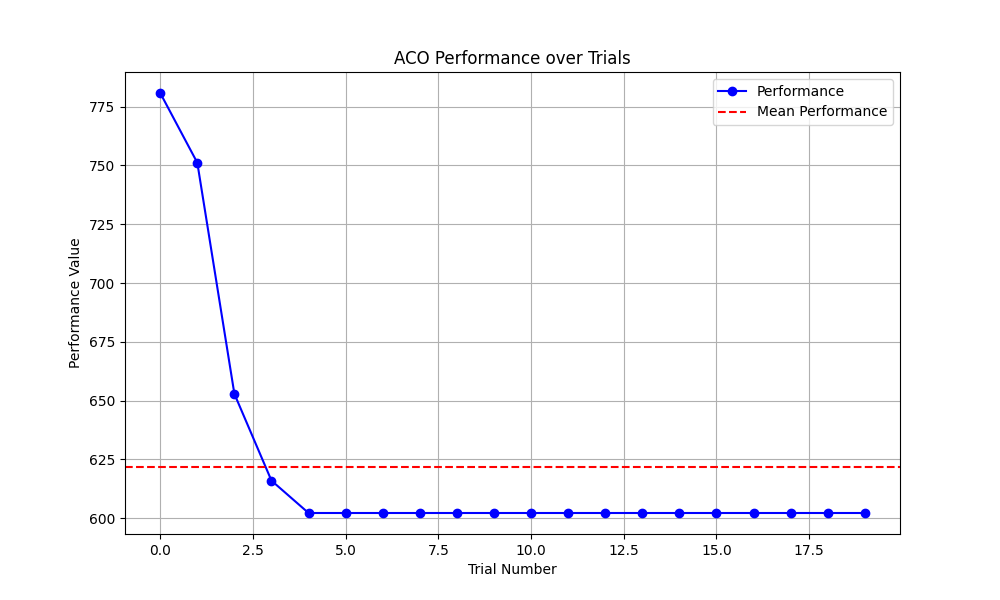 ACO Performance over Trials
Performance
Mean Performance
Performance Value
775
750
725
700
675
650
625
600
0.0 2.5 5.0 7.5 10.0 12.5 15.0 17.5
Trial Number